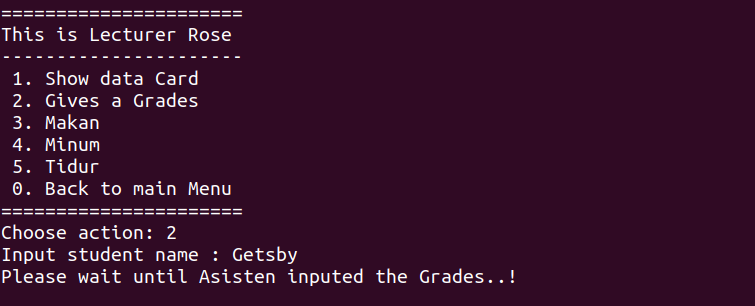 ======================
This is Lecturer Rose
----------------------
1. Show data Card
2. Gives a Grades
3. Makan
4. Minum
5. Tidur
0. Back to main Menu
======================
Choose action: 2
Input student name : Getsby
Please wait until Asisten inputed the Grades..!